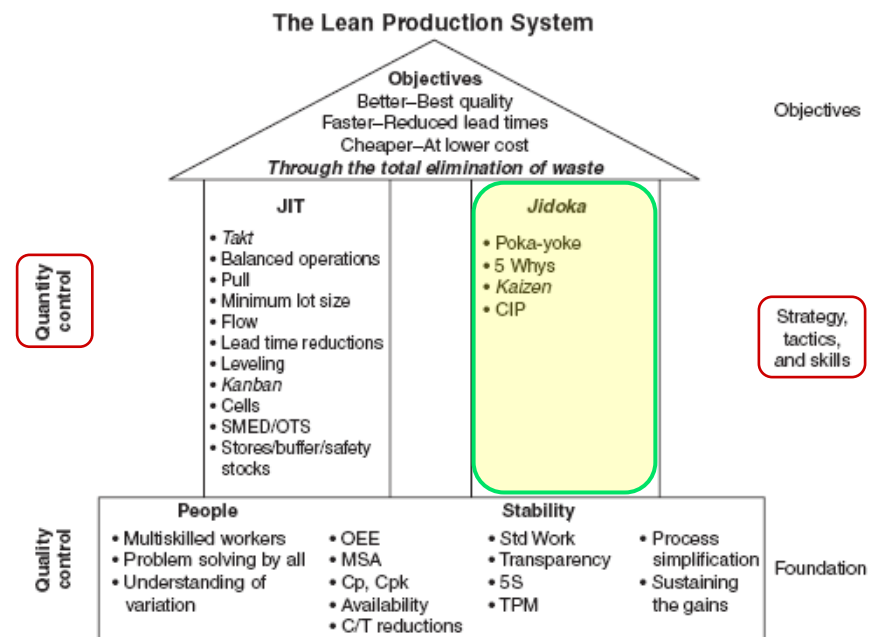 The Lean Production System
Objectives
Better–Best quality
Faster–Reduced lead times
Cheaper–At lower cost
Through the total elimination of waste
Objectives
JIT
• Takt
• Balanced operations
• Pull
• Minimum lot size
• Flow
• Lead time reductions
• Leveling
• Kanban
• Cells
• SMED/OTS
• Stores/buffer/safety
stocks
Jidoka
• Poka-yoke
• 5 Whys
• Kaizen
• CIP
Quantity
control
Strategy,
tactics,
and skills
Quality
control
People
• Multiskilled workers
• Problem solving by all
• Understanding of
variation
• OEE
• MSA
• Cp, Cpk
• Availability
• C/T reductions
Stability
• Std Work
• Transparency
• 5S
• TPM
• Process
simplification
• Sustaining
the gains
Foundation